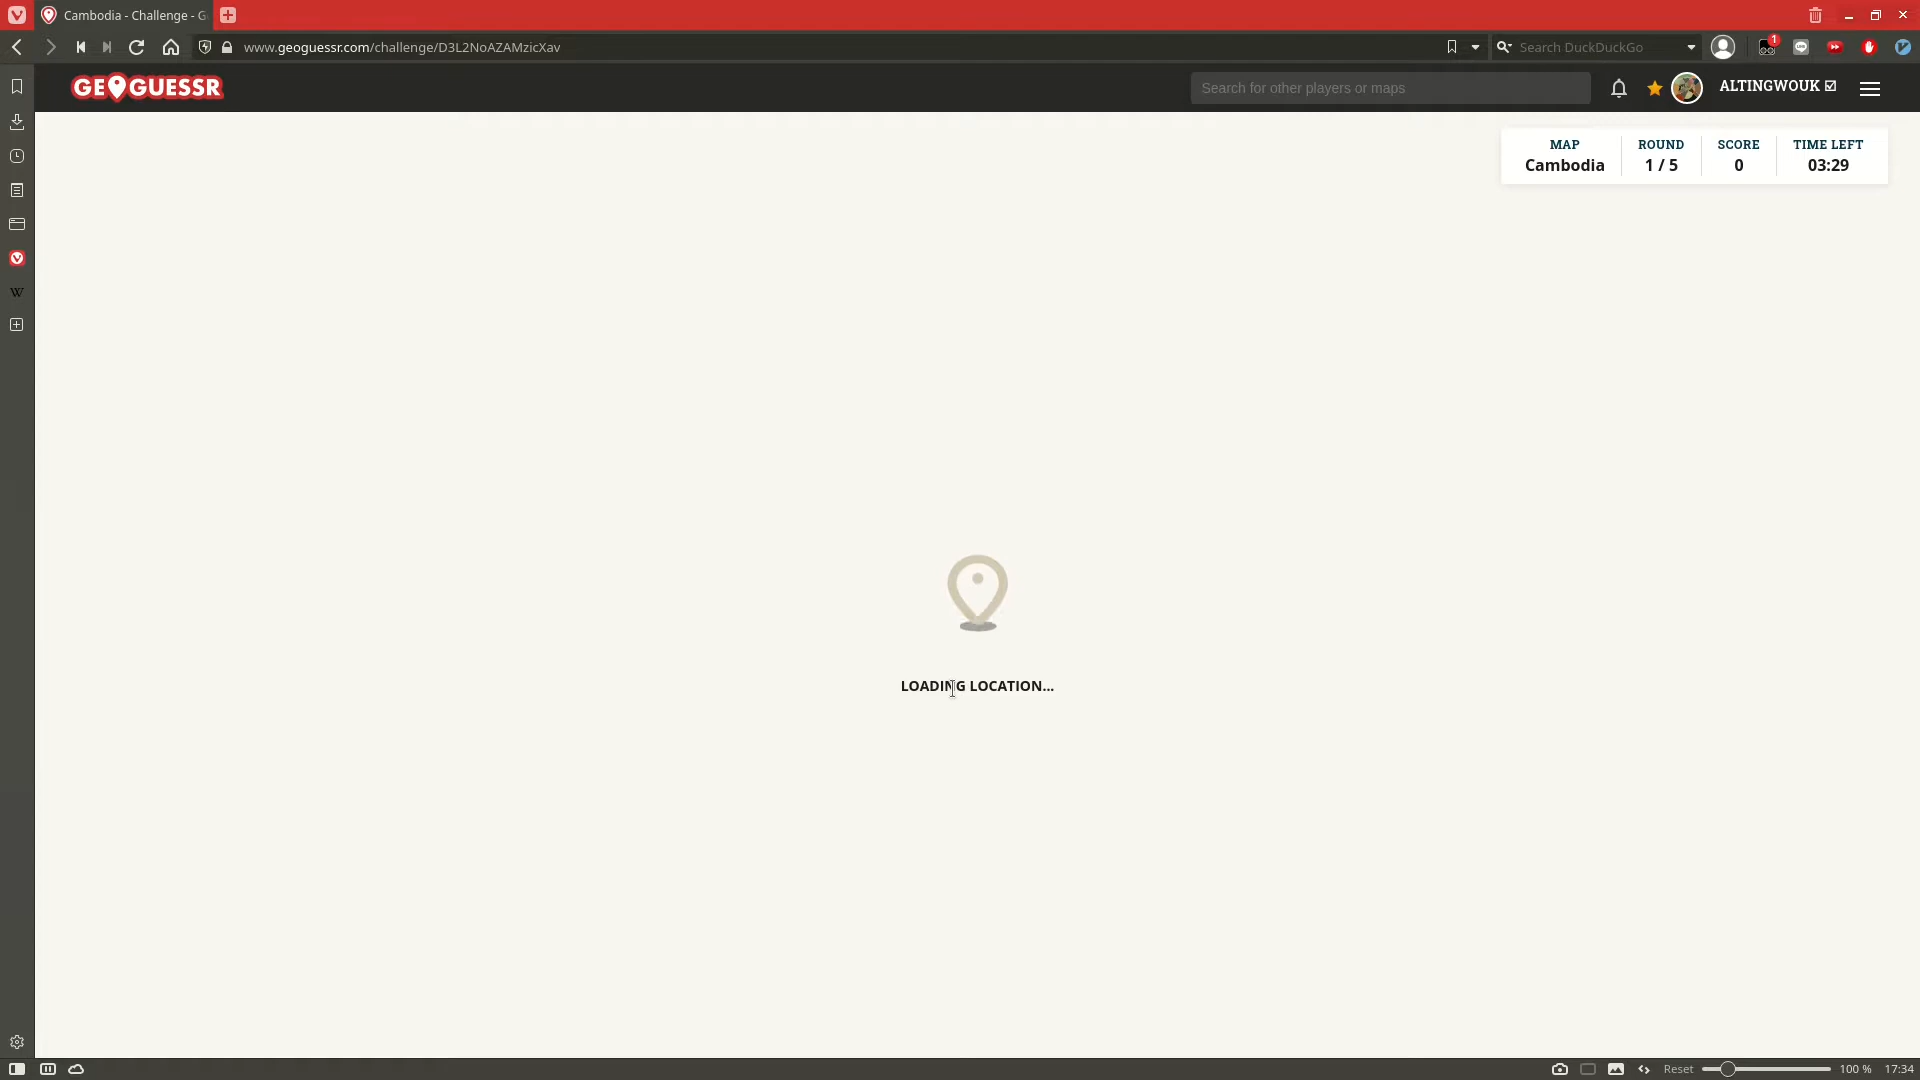 Cambodia - Challenge - G
www.geoguessr.com/challenge/D3L2NoAZAMzicXav
Search DuckDuckGo
1
GEOGUESSR
Search for other players or maps
ALTINGWOUK ☑
MAP
Cambodia
ROUND
1 / 5
SCORE
0
TIME LEFT
03:29
W
LOADING LOCATION...
Reset
100 %
17:34